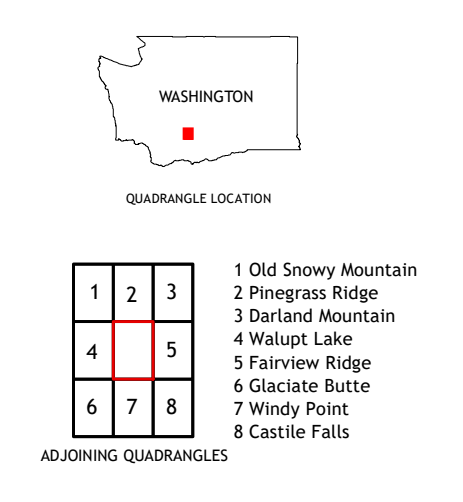 WASHINGTON
QUADRANGLE LOCATION
1 2 3
4 5
6 7 8
ADJOINING QUADRANGLES
1 Old Snowy Mountain
2 Pinegrass Ridge
3 Darland Mountain
4 Walupt Lake
5 Fairview Ridge
6 Glaciate Butte
7 Windy Point
8 Castile Falls